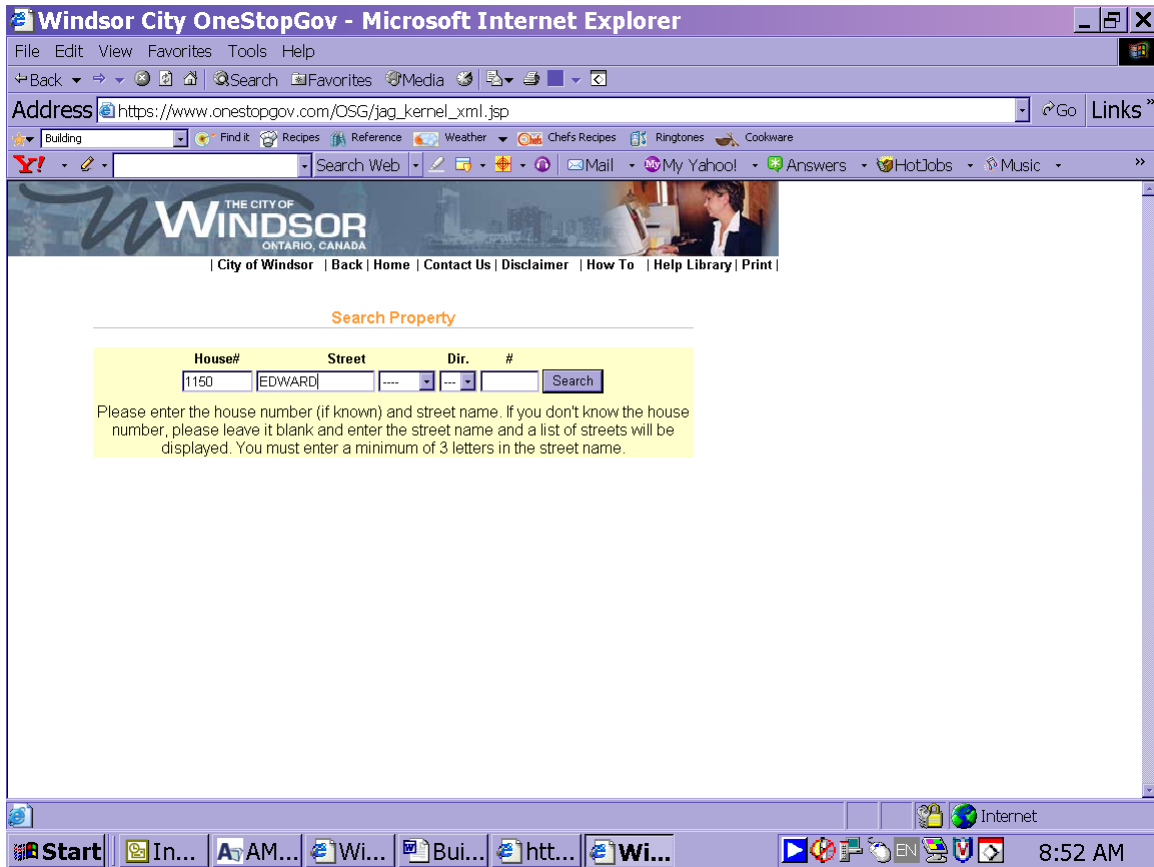 Windsor City OneStopGov - Microsoft Internet Explorer
File Edit View Favorites Tools Help
Back Search Favorites Media
Address https://www.onestopgov.com/OSG/jag_kernel_xml.jsp Go Links »
Building Find it Recipes Reference Weather Chefs Recipes Ringtones Cookware
Y! Search Web Mail My Yahoo! Answers HotJobs Music »
THE CITY OF
WINDSOR
ONTARIO, CANADA
| City of Windsor | Back | Home | Contact Us | Disclaimer | How To | Help Library | Print |
Search Property
House# Street Dir. #
1150 EDWARD ---- --- Search
Please enter the house number (if known) and street name. If you don't know the house
number, please leave it blank and enter the street name and a list of streets will be
displayed. You must enter a minimum of 3 letters in the street name.
Internet
Start In... AM... Wi... Bui... htt... Wi... EN 8:52 AM